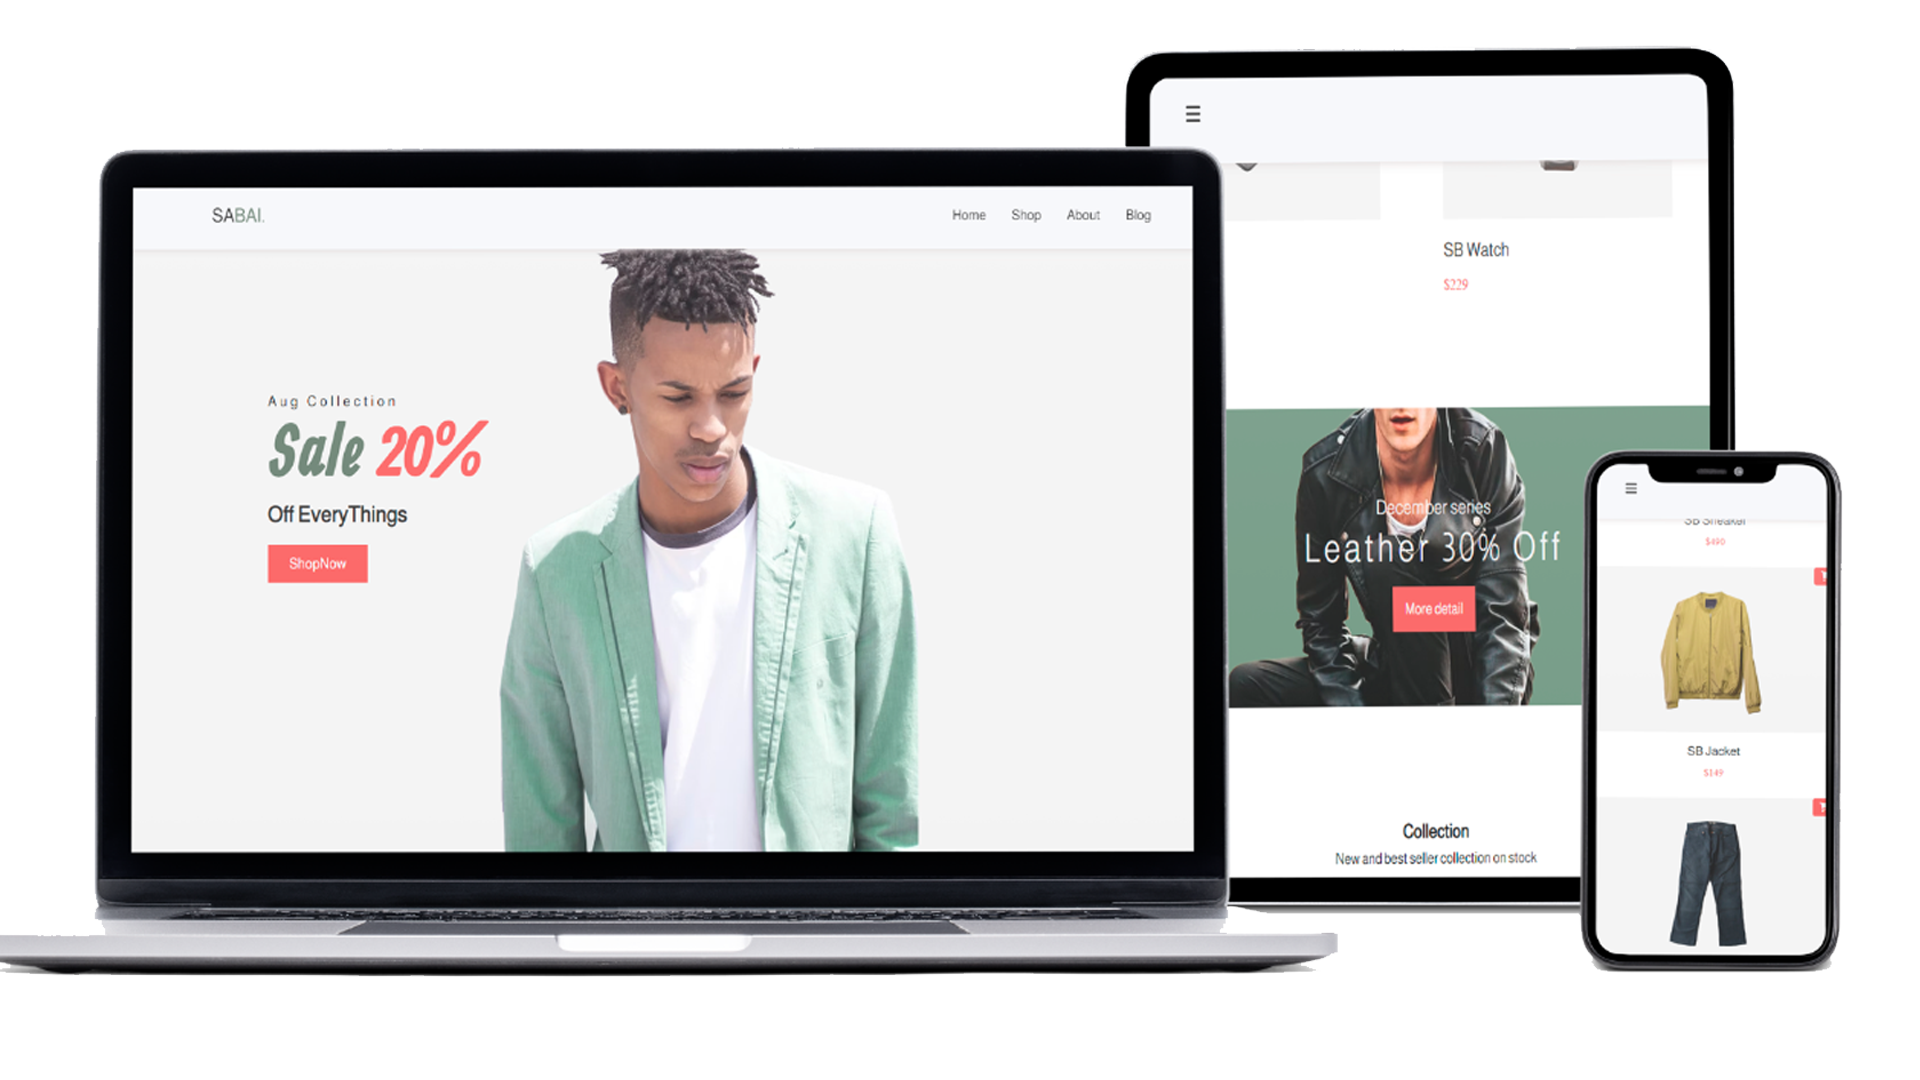 SABAI.
Home Shop About Blog
Aug Collection
Sale 20%
Off EveryThings
ShopNow
SB Watch
$229
December series
Leather 30% Off
More detail
Collection
New and best seller collection on stock
SB Sneaker
$490
SB Jacket
$149